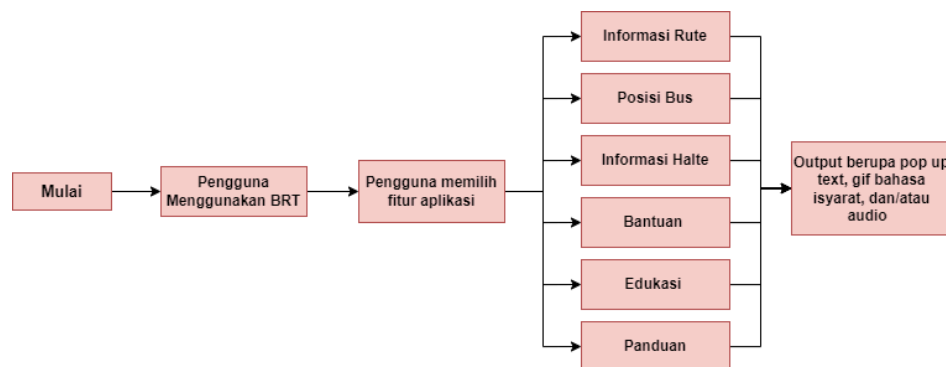 Mulai
Pengguna
Menggunakan BRT
Pengguna memilih
fitur aplikasi
Informasi Rute
Posisi Bus
Informasi Halte
Bantuan
Edukasi
Panduan
Output berupa pop up
text, gif bahasa
isyarat, dan/atau
audio